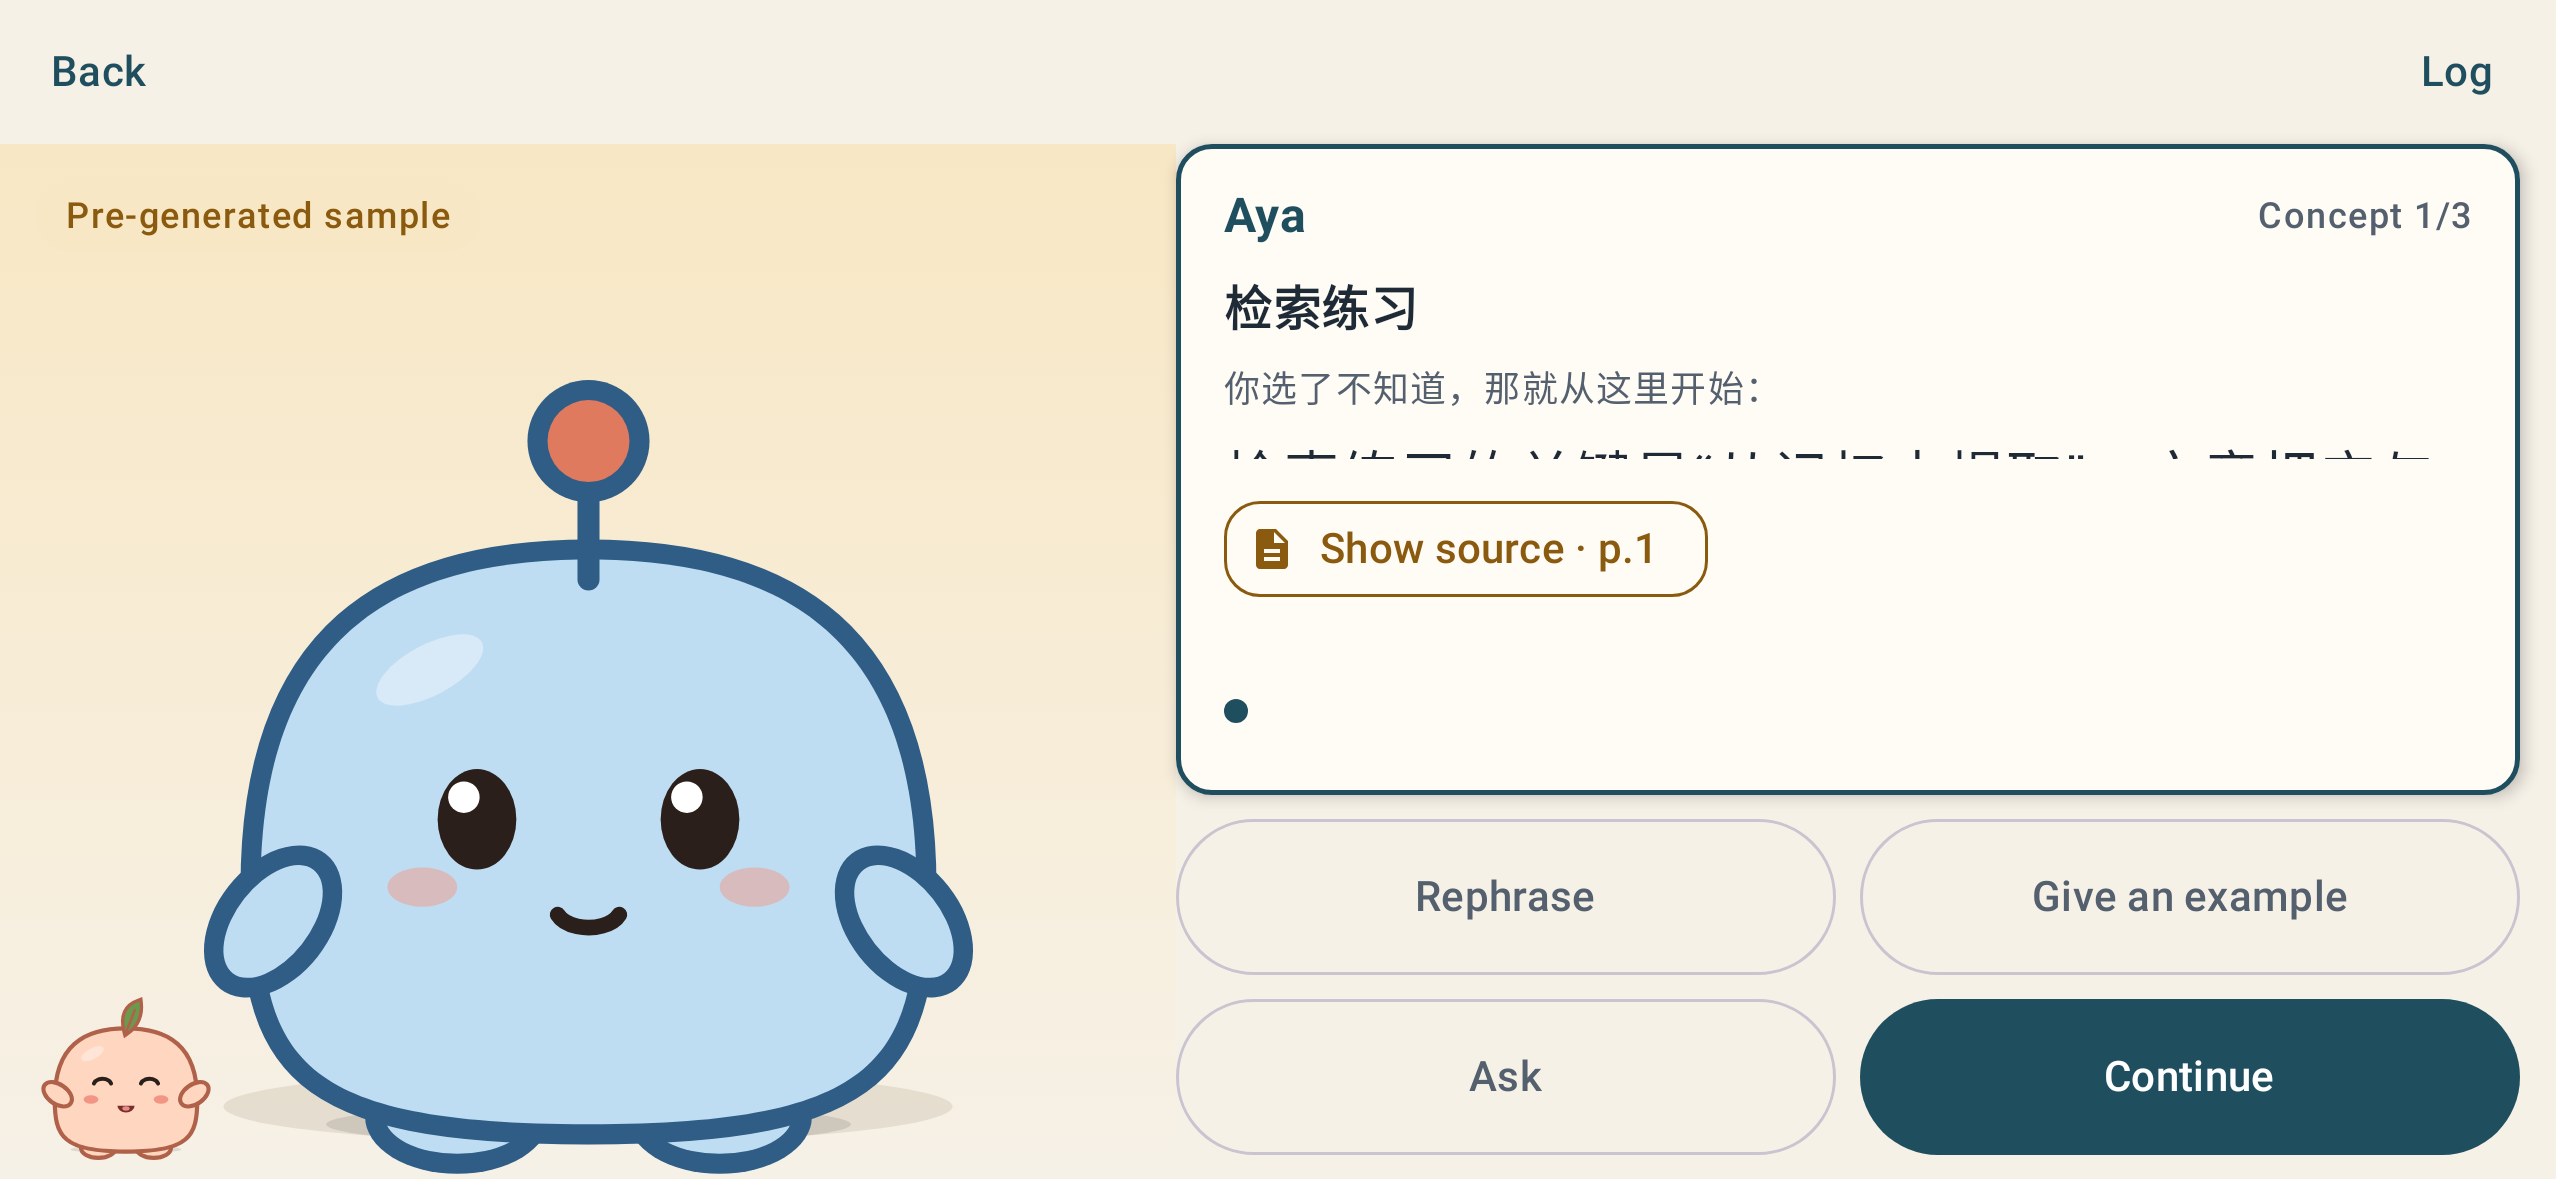 Back
Log
Pre-generated sample
Aya
Concept 1/3
检索练习
你选了不知道，那就从这里开始：
Show source · p.1
Rephrase
Give an example
Ask
Continue